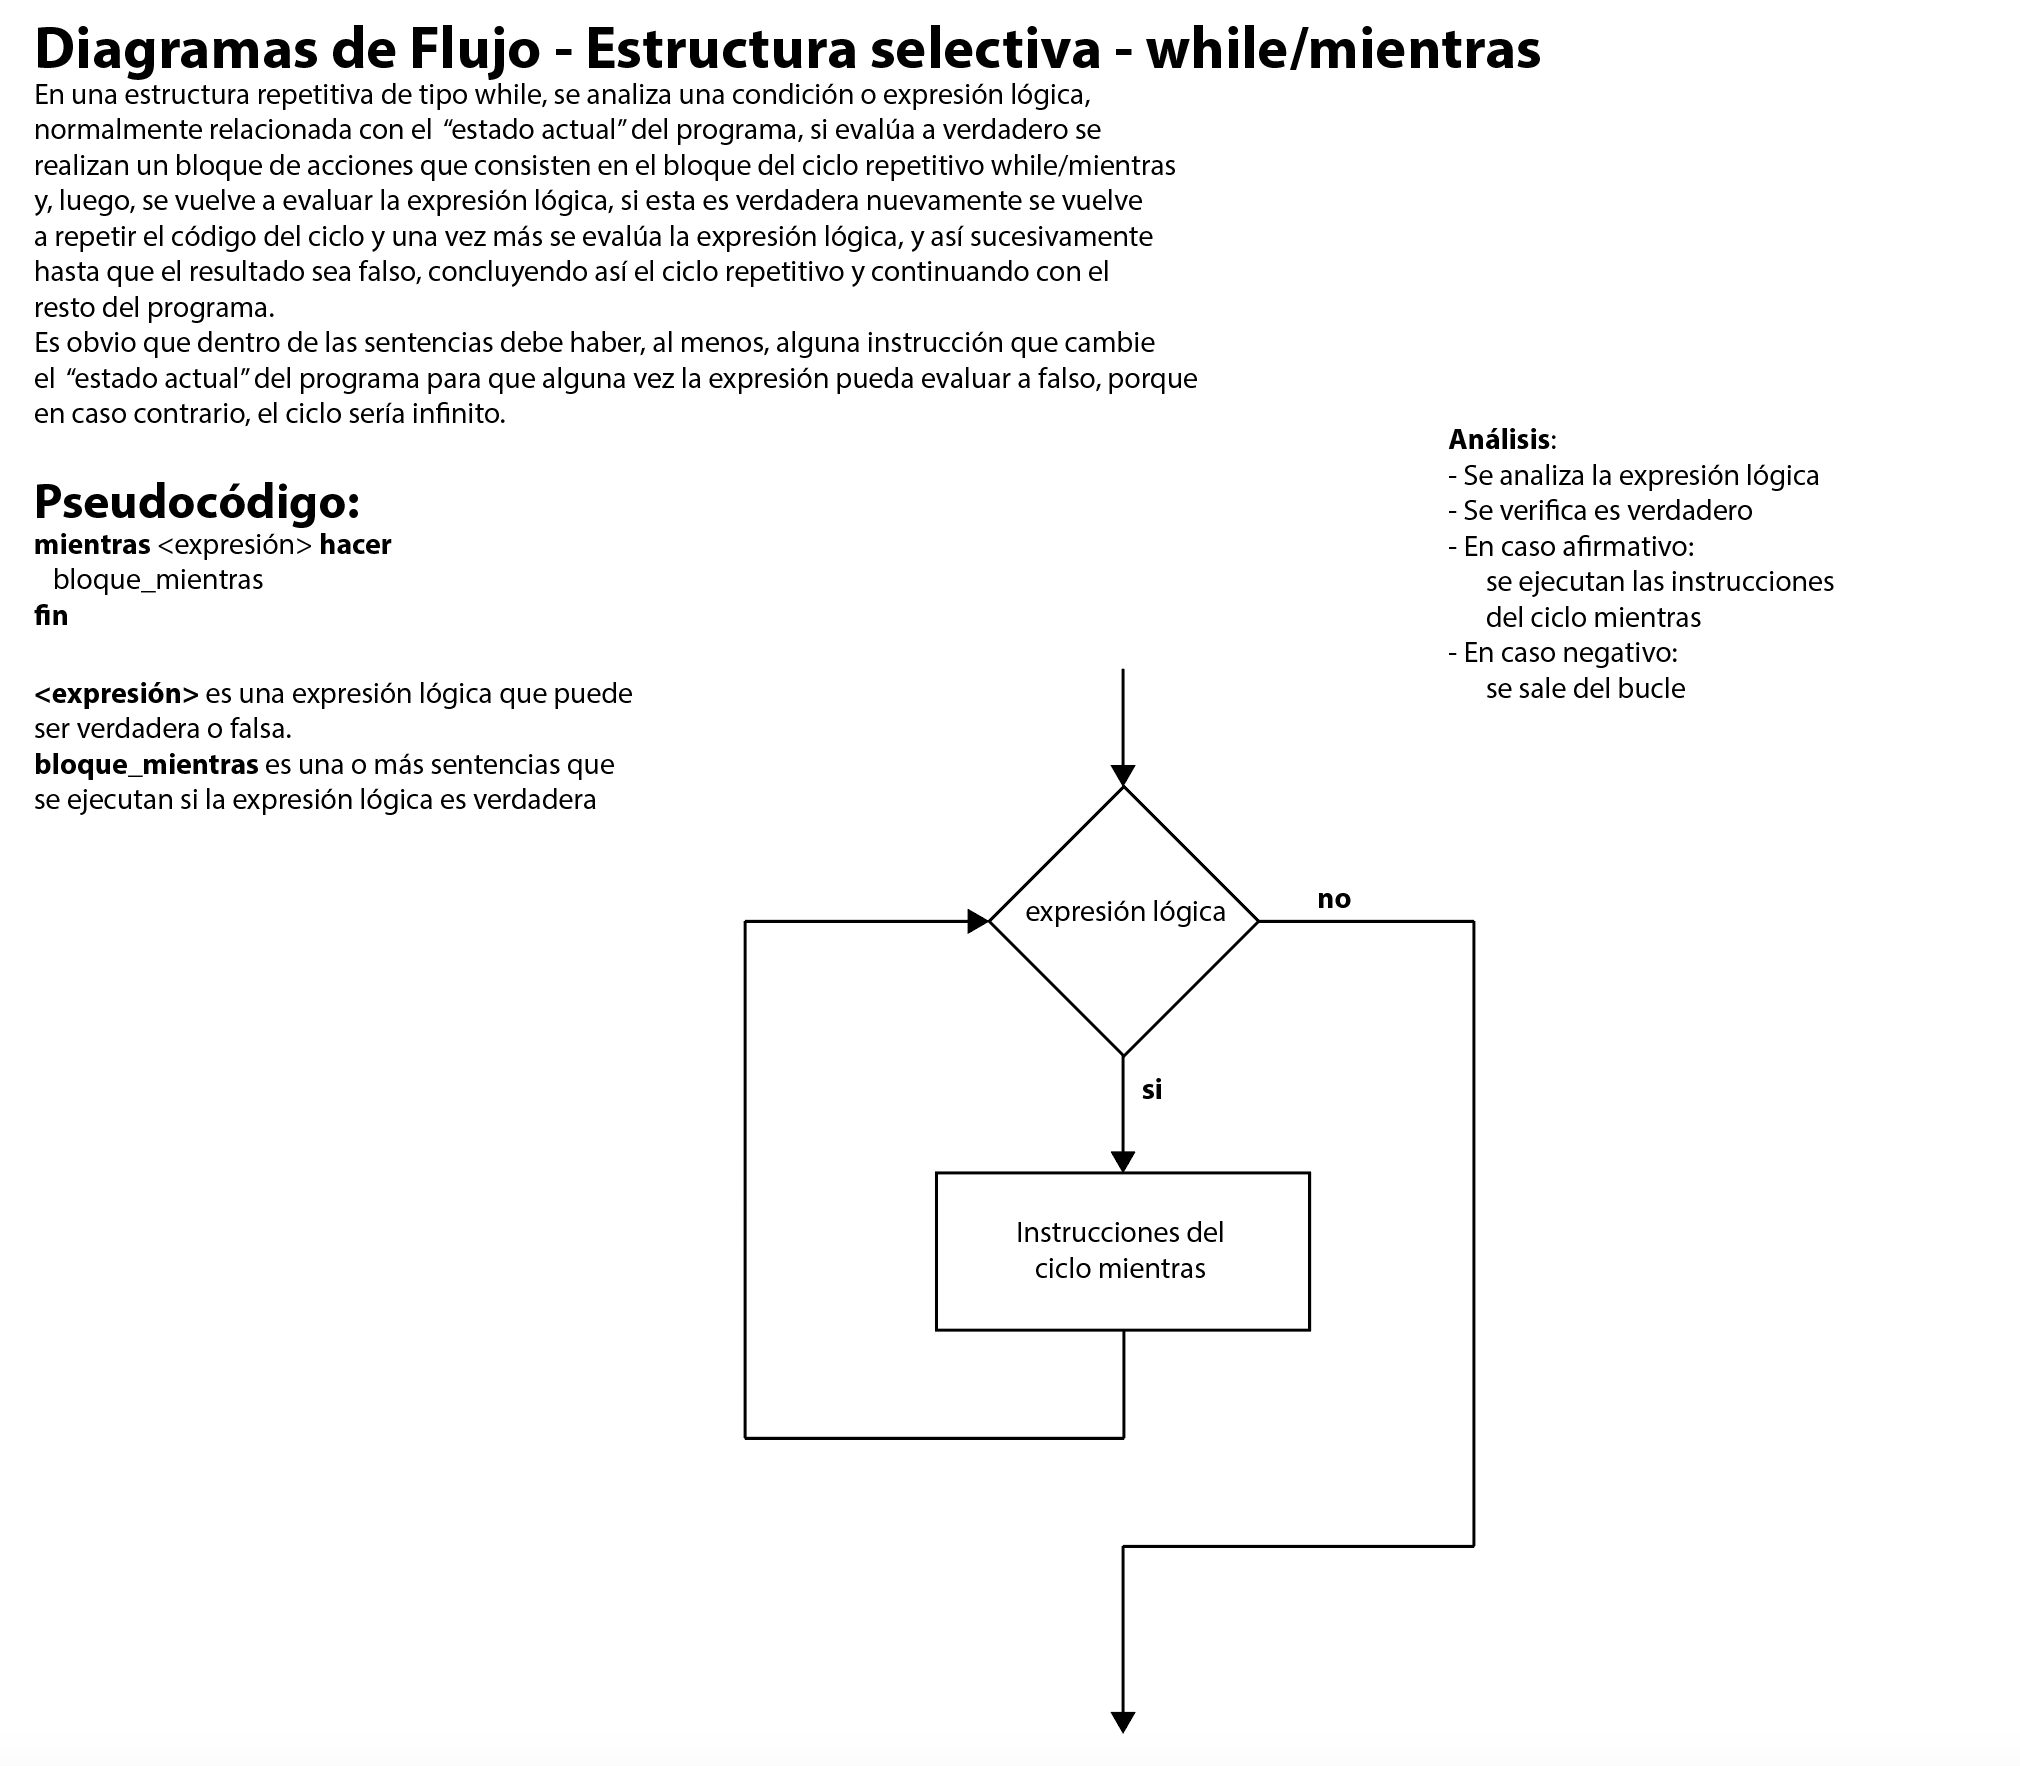 Diagramas de Flujo - Estructura selectiva - while/mientras
En una estructura repetitiva de tipo while, se analiza una condición o expresión lógica,
normalmente relacionada con el “estado actual” del programa, si evalúa a verdadero se
realizan un bloque de acciones que consisten en el bloque del ciclo repetitivo while/mientras
y, luego, se vuelve a evaluar la expresión lógica, si esta es verdadera nuevamente se vuelve
a repetir el código del ciclo y una vez más se evalúa la expresión lógica, y así sucesivamente
hasta que el resultado sea falso, concluyendo así el ciclo repetitivo y continuando con el
resto del programa.
Es obvio que dentro de las sentencias debe haber, al menos, alguna instrucción que cambie
el “estado actual” del programa para que alguna vez la expresión pueda evaluar a falso, porque
en caso contrario, el ciclo sería infinito.
Pseudocódigo:
mientras <expresión> hacer
bloque_mientras
fin
<expresión> es una expresión lógica que puede
ser verdadera o falsa.
bloque_mientras es una o más sentencias que
se ejecutan si la expresión lógica es verdadera
Análisis:
- Se analiza la expresión lógica
- Se verifica es verdadero
- En caso afirmativo:
se ejecutan las instrucciones
del ciclo mientras
- En caso negativo:
se sale del bucle
expresión lógica
no
si
Instrucciones del
ciclo mientras